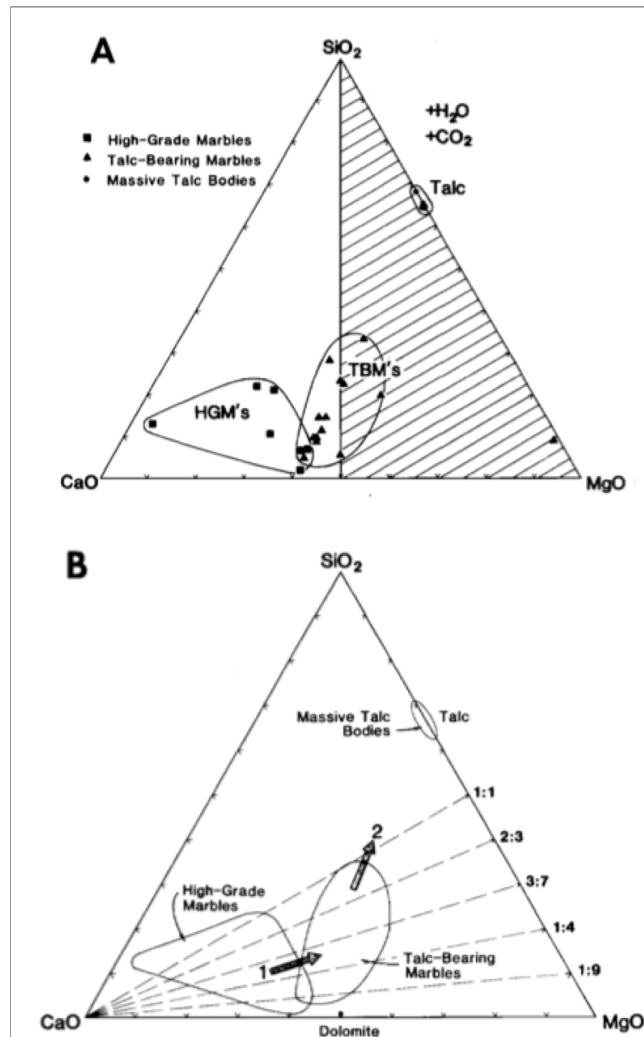 A
SiO₂
+H₂O
+CO₂
High-Grade Marbles
Talc-Bearing Marbles
Massive Talc Bodies
Talc
TBM's
HGM's
CaO
MgO
B
SiO₂
Massive Talc
Bodies
Talc
1:1
2
2:3
3:7
High-Grade
Marbles
1:4
1
Talc-Bearing
Marbles
1:9
CaO
MgO
Dolomite